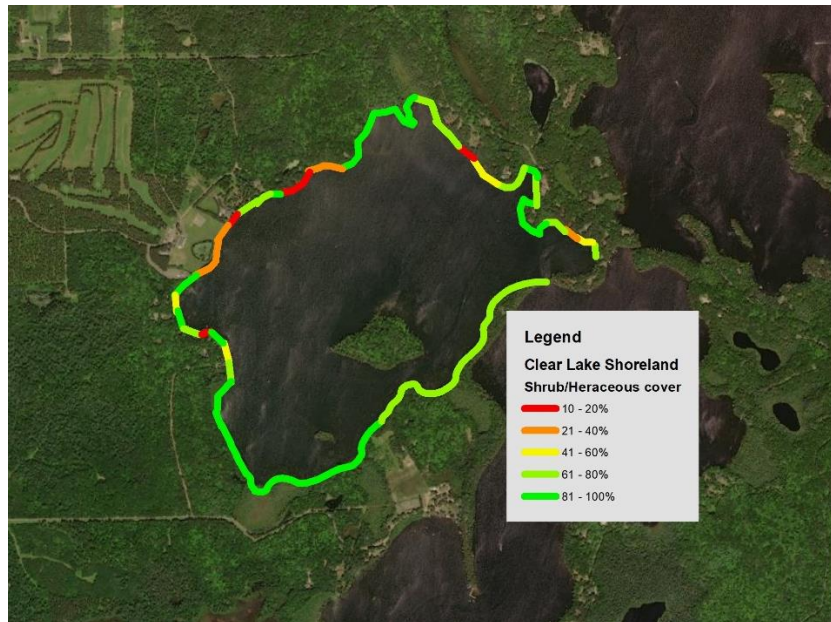 Legend
Clear Lake Shoreland
Shrub/Heraceous cover
10 - 20%
21 - 40%
41 - 60%
61 - 80%
81 - 100%